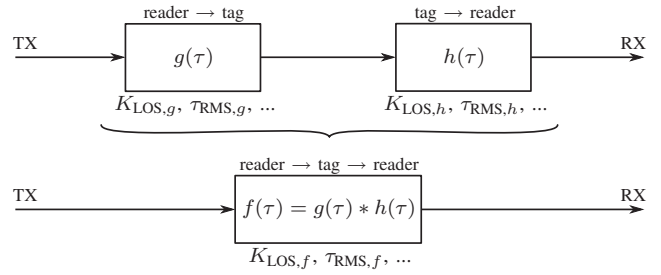 reader → tag
tag → reader
TX
g(τ)
h(τ)
RX
K_LOS,g, τ_RMS,g, ...
K_LOS,h, τ_RMS,h, ...
reader → tag → reader
TX
f(τ) = g(τ) * h(τ)
RX
K_LOS,f, τ_RMS,f, ...